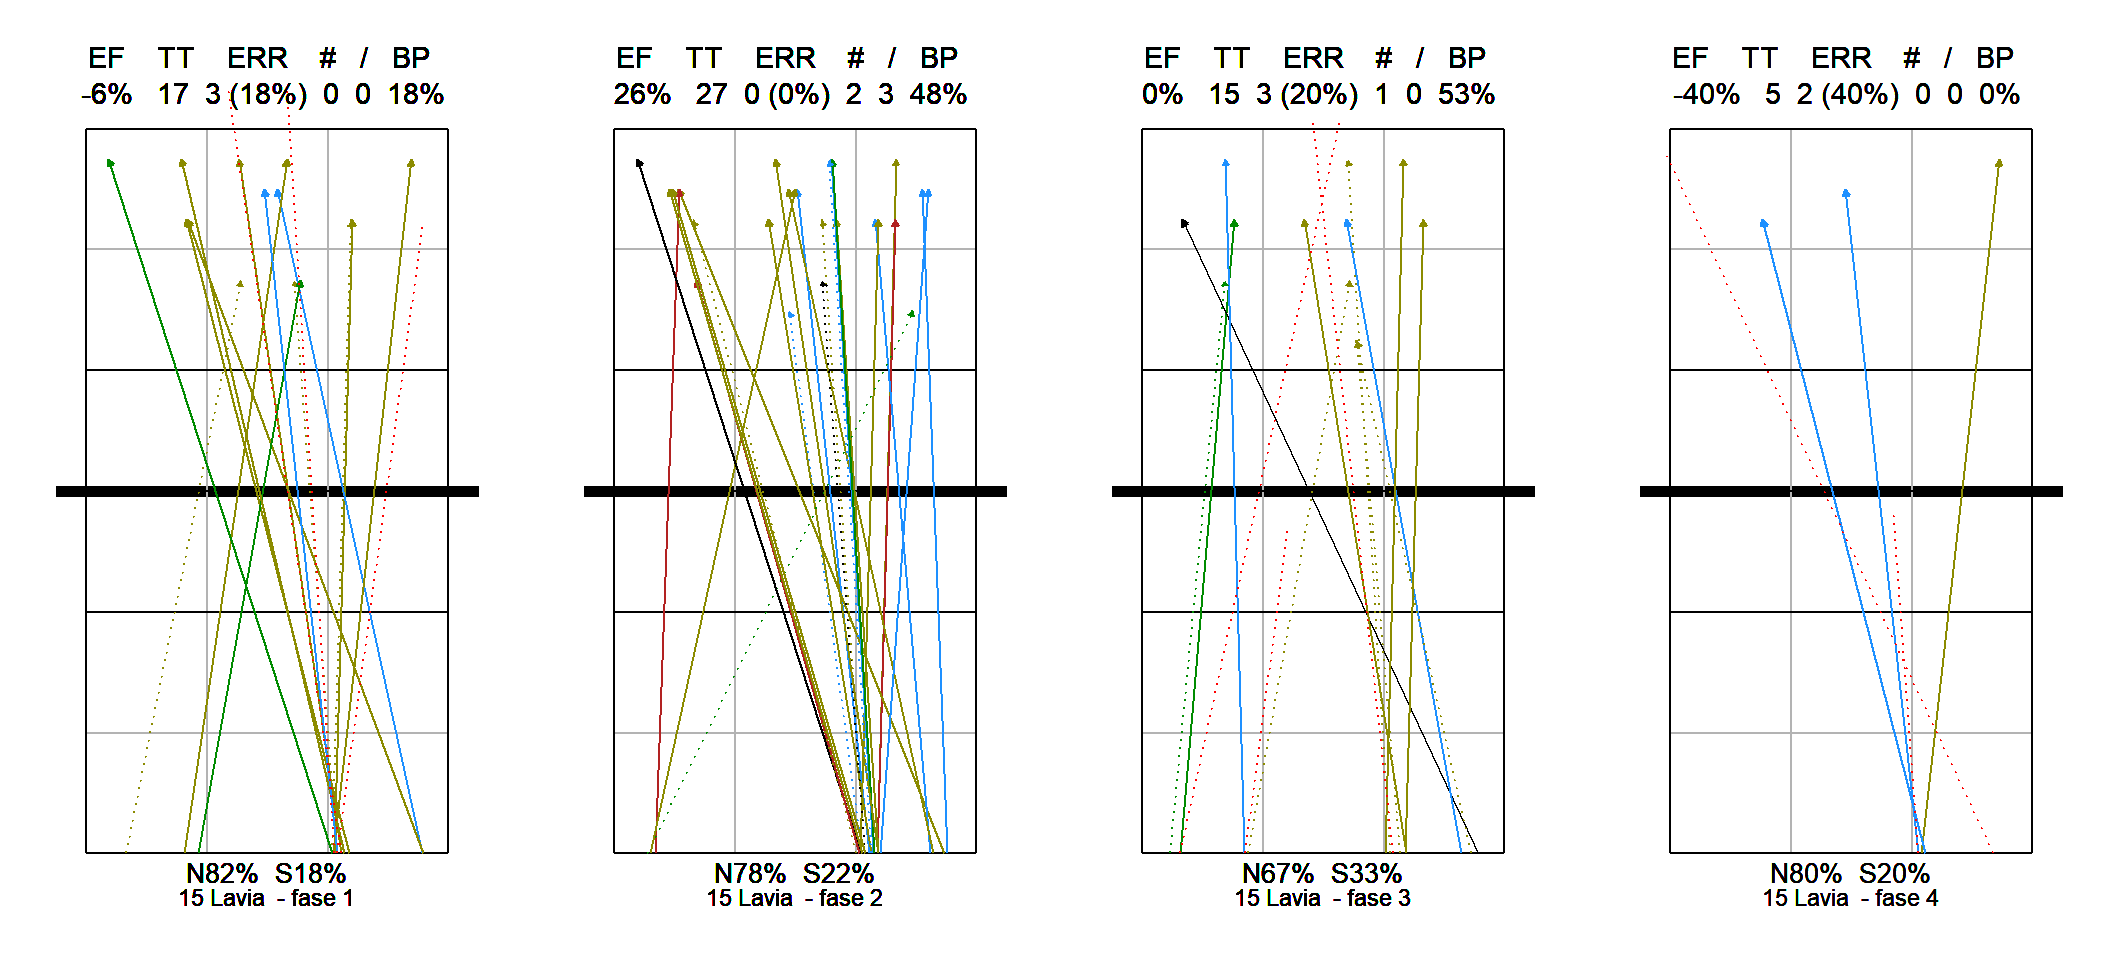 EF TT ERR # / BP
-6% 17 3 (18%) 0 0 18%
N82% S18%
15 Lavia - fase 1
EF TT ERR # / BP
26% 27 0 (0%) 2 3 48%
N78% S22%
15 Lavia - fase 2
EF TT ERR # / BP
0% 15 3 (20%) 1 0 53%
N67% S33%
15 Lavia - fase 3
EF TT ERR # / BP
-40% 5 2 (40%) 0 0 0%
N80% S20%
15 Lavia - fase 4